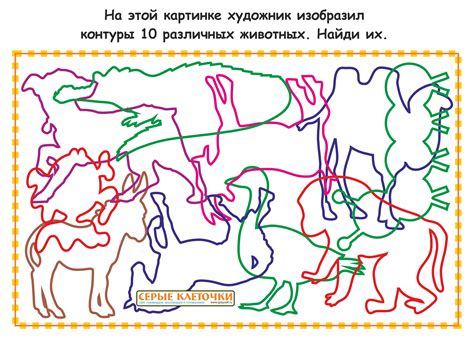 На этой картинке художник изобразил
контуры 10 различных животных. Найди их.
СЕРЫЕ КЛЕТОЧКИ